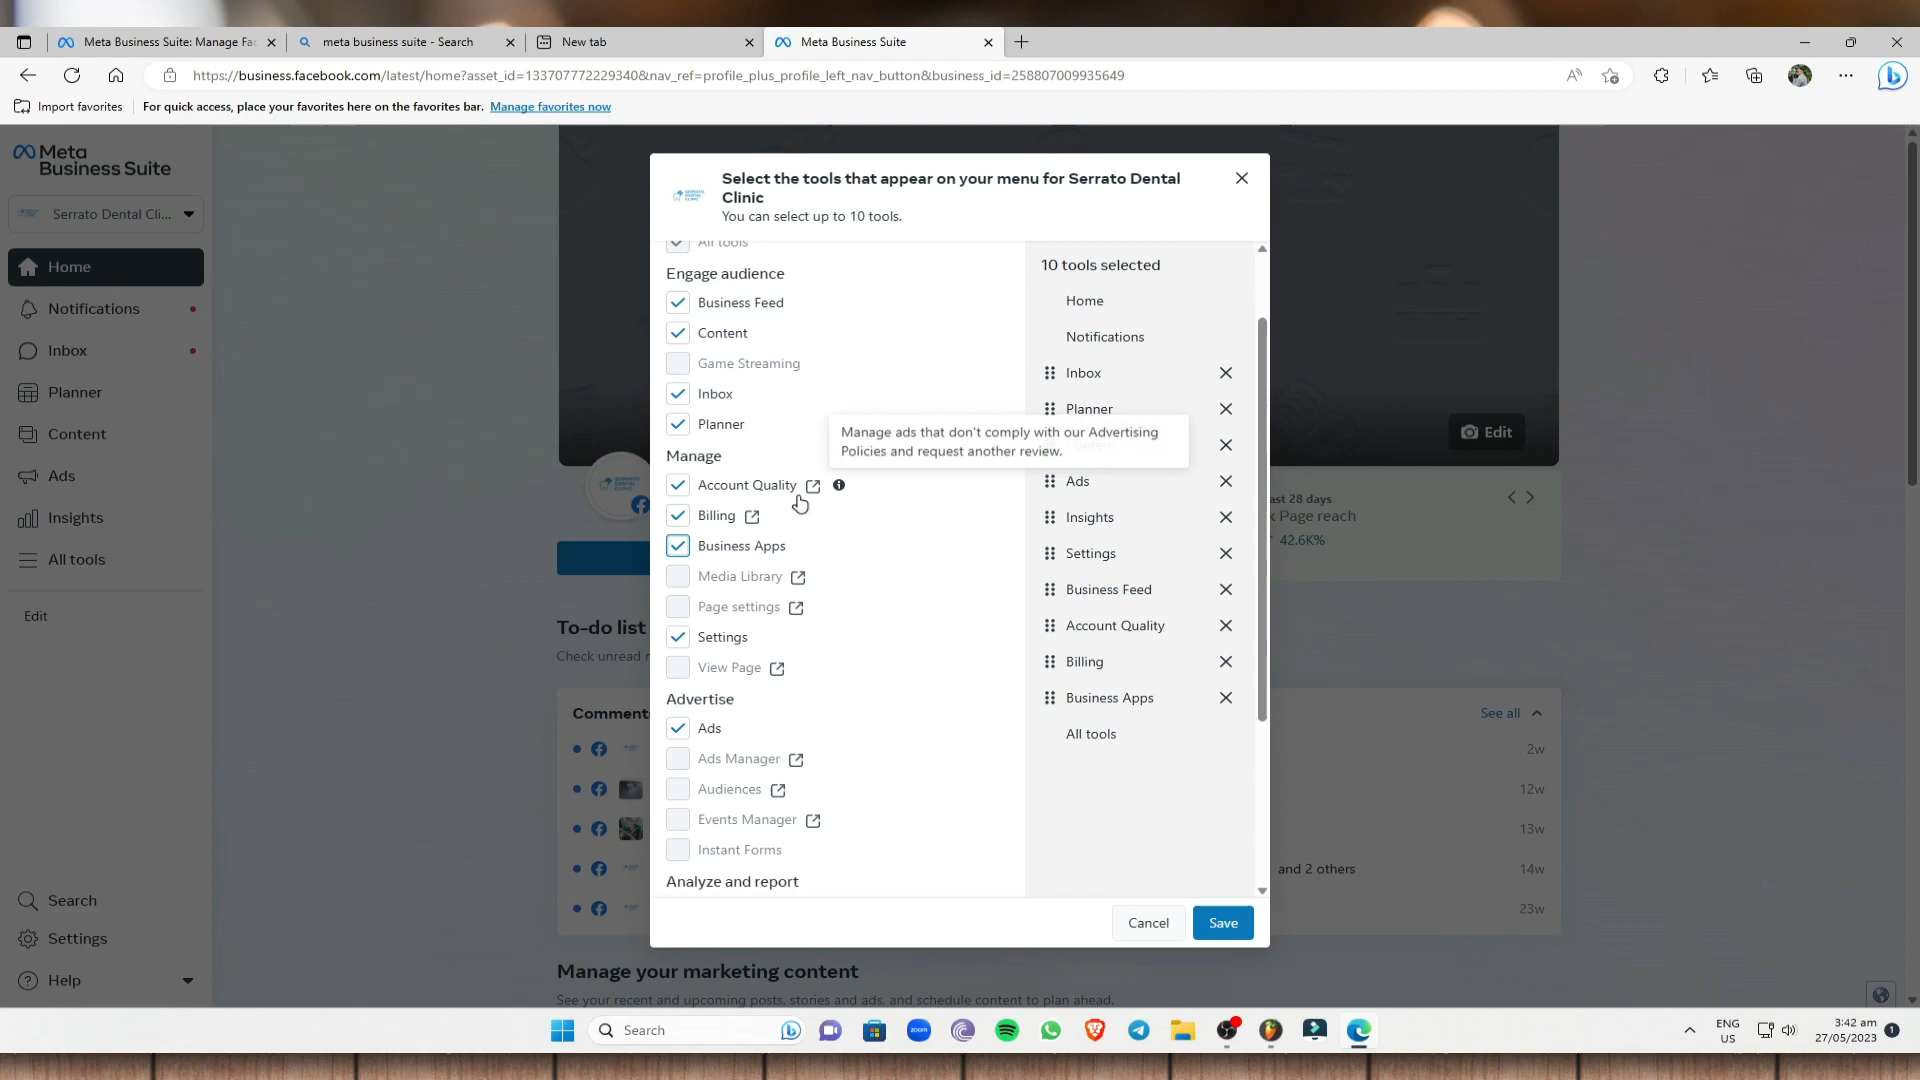 Meta Business Suite: Manage Fac
meta business suite - Search
New tab
Meta Business Suite
https://business.facebook.com/latest/home?asset_id=133707772229340&nav_ref=profile_plus_profile_left_nav_button&business_id=258807009935649
Import favorites
For quick access, place your favorites here on the favorites bar. Manage favorites now
Meta
Business Suite
Serrato Dental Cli...
Home
Notifications
Inbox
Planner
Content
Ads
Insights
All tools
Edit
Search
Settings
Help
Select the tools that appear on your menu for Serrato Dental
Clinic
You can select up to 10 tools.
All tools
Engage audience
Business Feed
Content
Game Streaming
Inbox
Planner
Manage
Account Quality
Billing
Business Apps
Media Library
Page settings
Settings
View Page
Advertise
Ads
Ads Manager
Audiences
Events Manager
Instant Forms
Analyze and report
Manage ads that don't comply with our Advertising
Policies and request another review.
10 tools selected
Home
Notifications
Inbox
Planner
Ads
Insights
Settings
Business Feed
Account Quality
Billing
Business Apps
All tools
Cancel
Save
Edit
ast 28 days
k Page reach
42.6K%
To-do list
Check unread
Comment
See all
2w
12w
13w
and 2 others
14w
23w
Manage your marketing content
See your recent and upcoming posts, stories and ads, and schedule content to plan ahead.
Search
zoom
ENG
US
3:42 am
27/05/2023
1